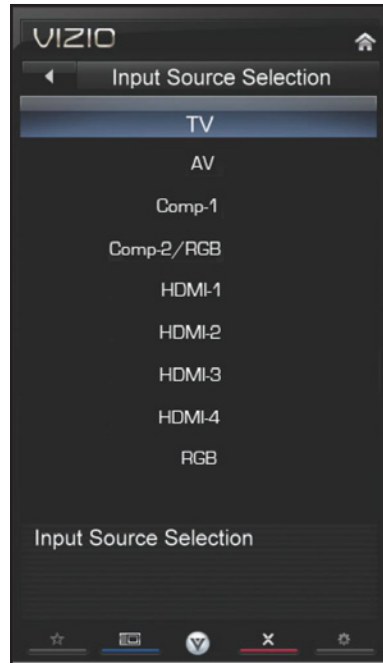 VIZIO
Input Source Selection
TV
AV
Comp-1
Comp-2/RGB
HDMI-1
HDMI-2
HDMI-3
HDMI-4
RGB
Input Source Selection